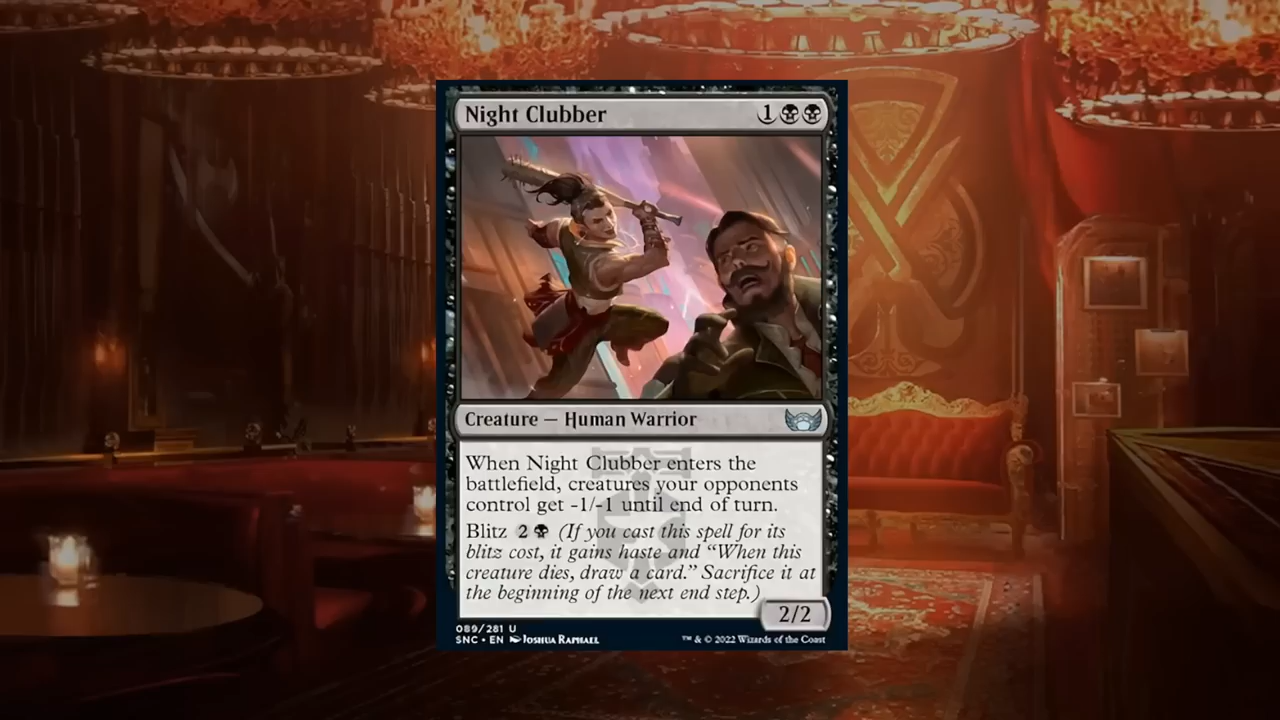 Night Clubber 1
Creature — Human Warrior
When Night Clubber enters the
battlefield, creatures your opponents
control get -1/-1 until end of turn.
Blitz 2 (If you cast this spell for its
blitz cost, it gains haste and “When this
creature dies, draw a card.” Sacrifice it at
the beginning of the next end step.)
2/2
089/281 U
SNC • EN Joshua Raphael
™ & © 2022 Wizards of the Coast